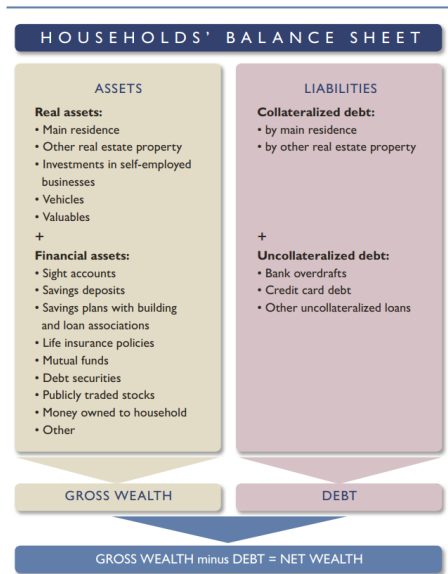 HOUSEHOLDS' BALANCE SHEET
ASSETS
Real assets:
• Main residence
• Other real estate property
• Investments in self-employed
businesses
• Vehicles
• Valuables
+
Financial assets:
• Sight accounts
• Savings deposits
• Savings plans with building
and loan associations
• Life insurance policies
• Mutual funds
• Debt securities
• Publicly traded stocks
• Money owned to household
• Other
GROSS WEALTH
LIABILITIES
Collateralized debt:
• by main residence
• by other real estate property
+
Uncollateralized debt:
• Bank overdrafts
• Credit card debt
• Other uncollateralized loans
DEBT
GROSS WEALTH minus DEBT = NET WEALTH